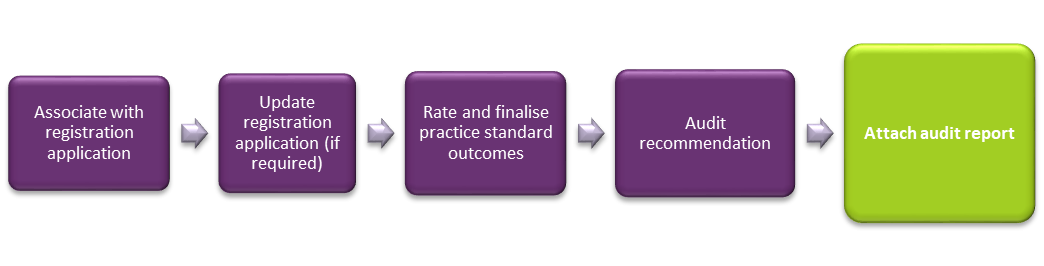 Associate with
registration
application
Update
registration
application (if
required)
Rate and finalise
practice standard
outcomes
Audit
recommendation
Attach audit report